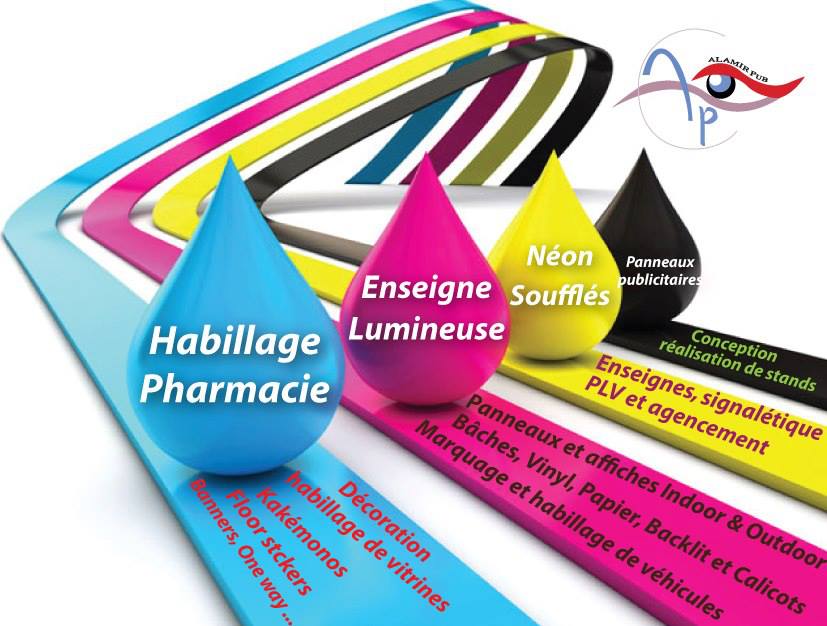 ALAMIR PUB
Ap
Habillage
Pharmacie
Enseigne
Lumineuse
Néon
Soufflés
Panneaux
publicitaires
Décoration
habillage de vitrines
Kakémonos
Floor stckers
Banners, One way ...
Panneaux et affiches Indoor & Outdoor
Bâches, Vinyl, Papier, Backlit et Calicots
Marquage et habillage de véhicules
Enseignes, signalétique
PLV et agencement
Conception
réalisation de stands